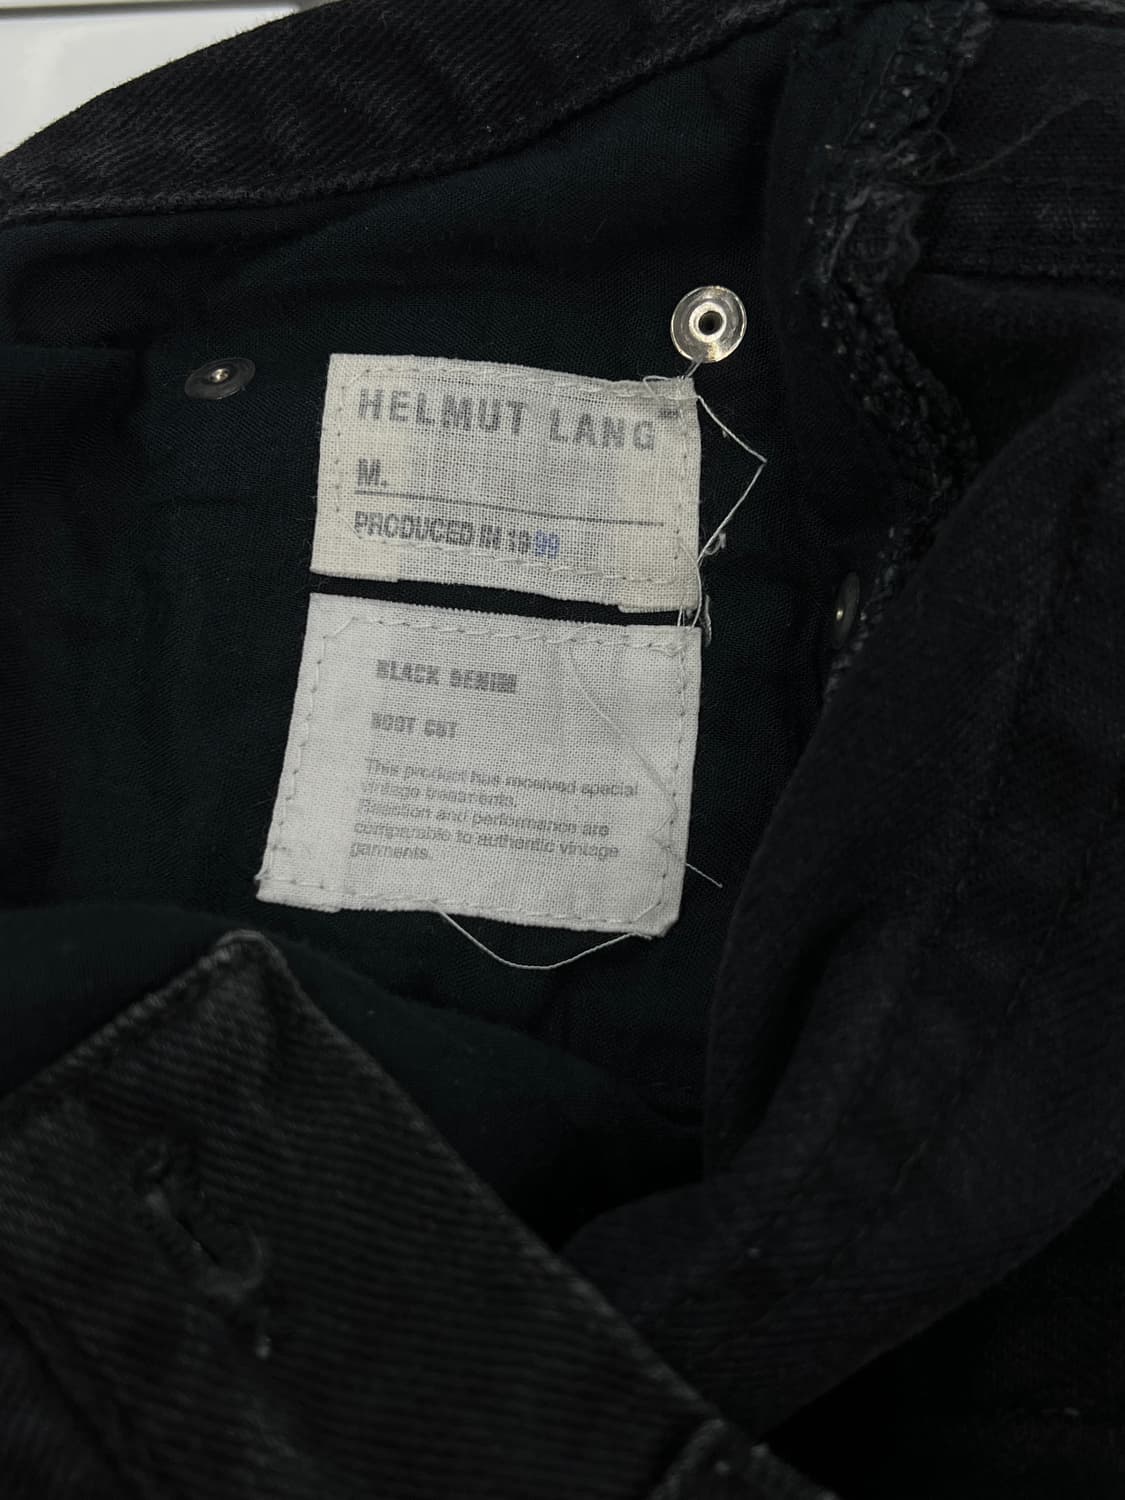 HELMUT LANG
M.
PRODUCED IN 1999
BLACK DENIM
BOOT CUT
This product has received special
vintage treatments.
Reaction and performance are
comparable to authentic vintage
garments.